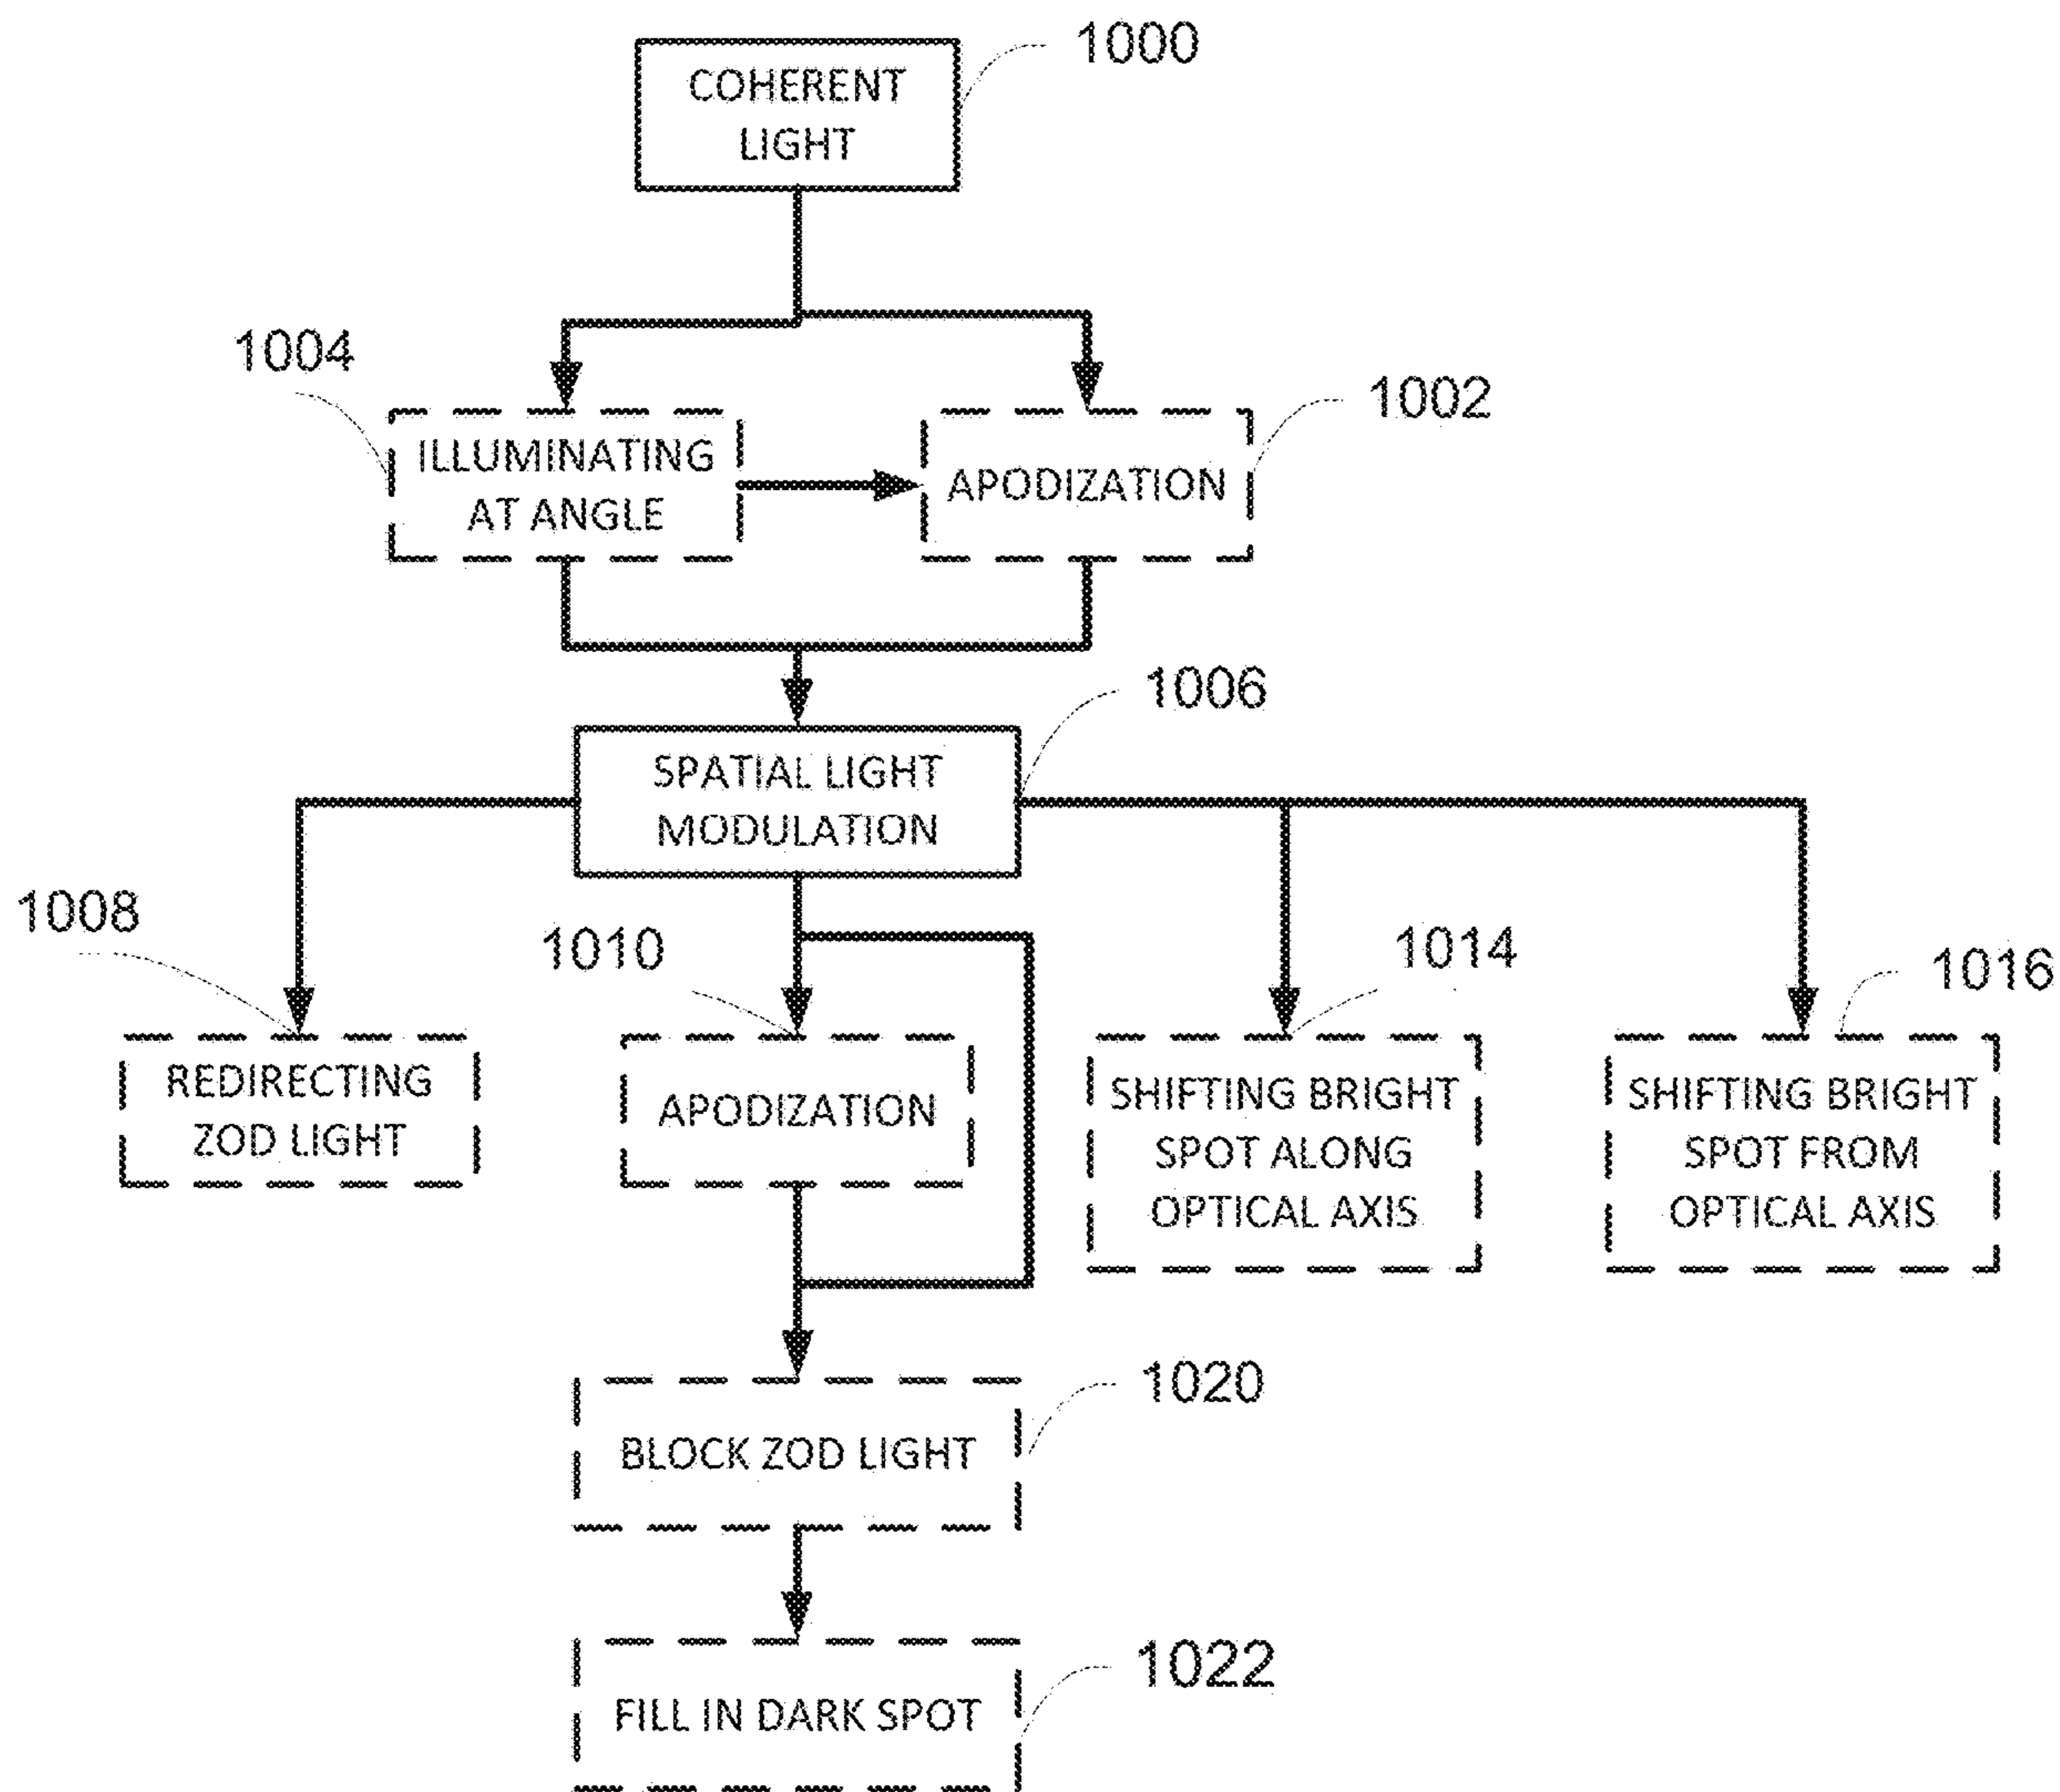 1000
COHERENT
LIGHT
1004
1002
ILLUMINATING
AT ANGLE
APODIZATION
1006
SPATIAL LIGHT
MODULATION
1008
1010
1014
1016
REDIRECTING
ZOD LIGHT
APODIZATION
SHIFTING BRIGHT
SPOT ALONG
OPTICAL AXIS
SHIFTING BRIGHT
SPOT FROM
OPTICAL AXIS
1020
BLOCK ZOD LIGHT
1022
FILL IN DARK SPOT